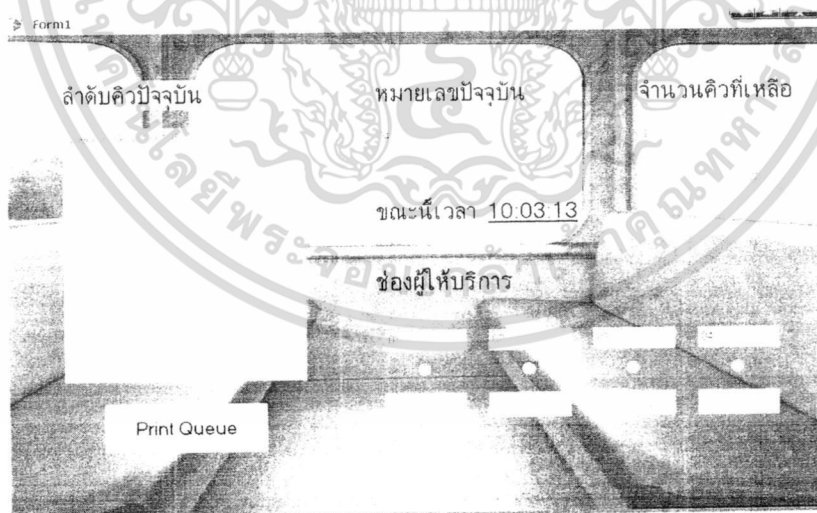 Form1
ลำดับคิวปัจจุบัน
หมายเลขปัจจุบัน
จำนวนคิวที่เหลือ
ขณะนี้เวลา 10:03:13
ช่องผู้ให้บริการ
Print Queue